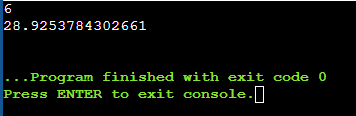 6
28.9253784302661
...Program finished with exit code 0
Press ENTER to exit console.